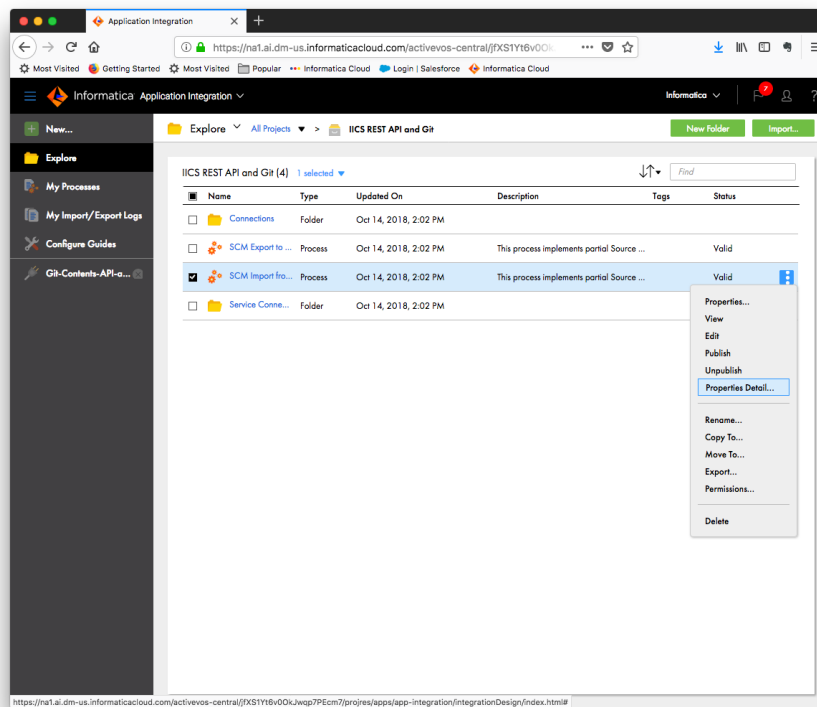 Application Integration
https://na1.ai.dm-us.informaticacloud.com/activevos-central/jfXS1Yt6v0Ok
Most Visited Getting Started Most Visited Popular Informatica Cloud Login | Salesforce Informatica Cloud
Informatica Application Integration Informatica 7 ?
New... Explore All Projects > IICS REST API and Git New Folder Import...
Explore
My Processes
My Import/Export Logs
Configure Guides
Git-Contents-API-a...
IICS REST API and Git (4) 1 selected Find
Name Type Updated On Description Tags Status
Connections Folder Oct 14, 2018, 2:02 PM
SCM Export to ... Process Oct 14, 2018, 2:02 PM This process implements partial Source ... Valid
SCM Import fro... Process Oct 14, 2018, 2:02 PM This process implements partial Source ... Valid
Service Conne... Folder Oct 14, 2018, 2:02 PM
Properties...
View
Edit
Publish
Unpublish
Properties Detail...
Rename...
Copy To...
Move To...
Export...
Permissions...
Delete
https://na1.ai.dm-us.informaticacloud.com/activevos-central/jfXS1Yt6v0OkJwqp7PEcm7/projres/apps/app-integration/integrationDesign/index.html#